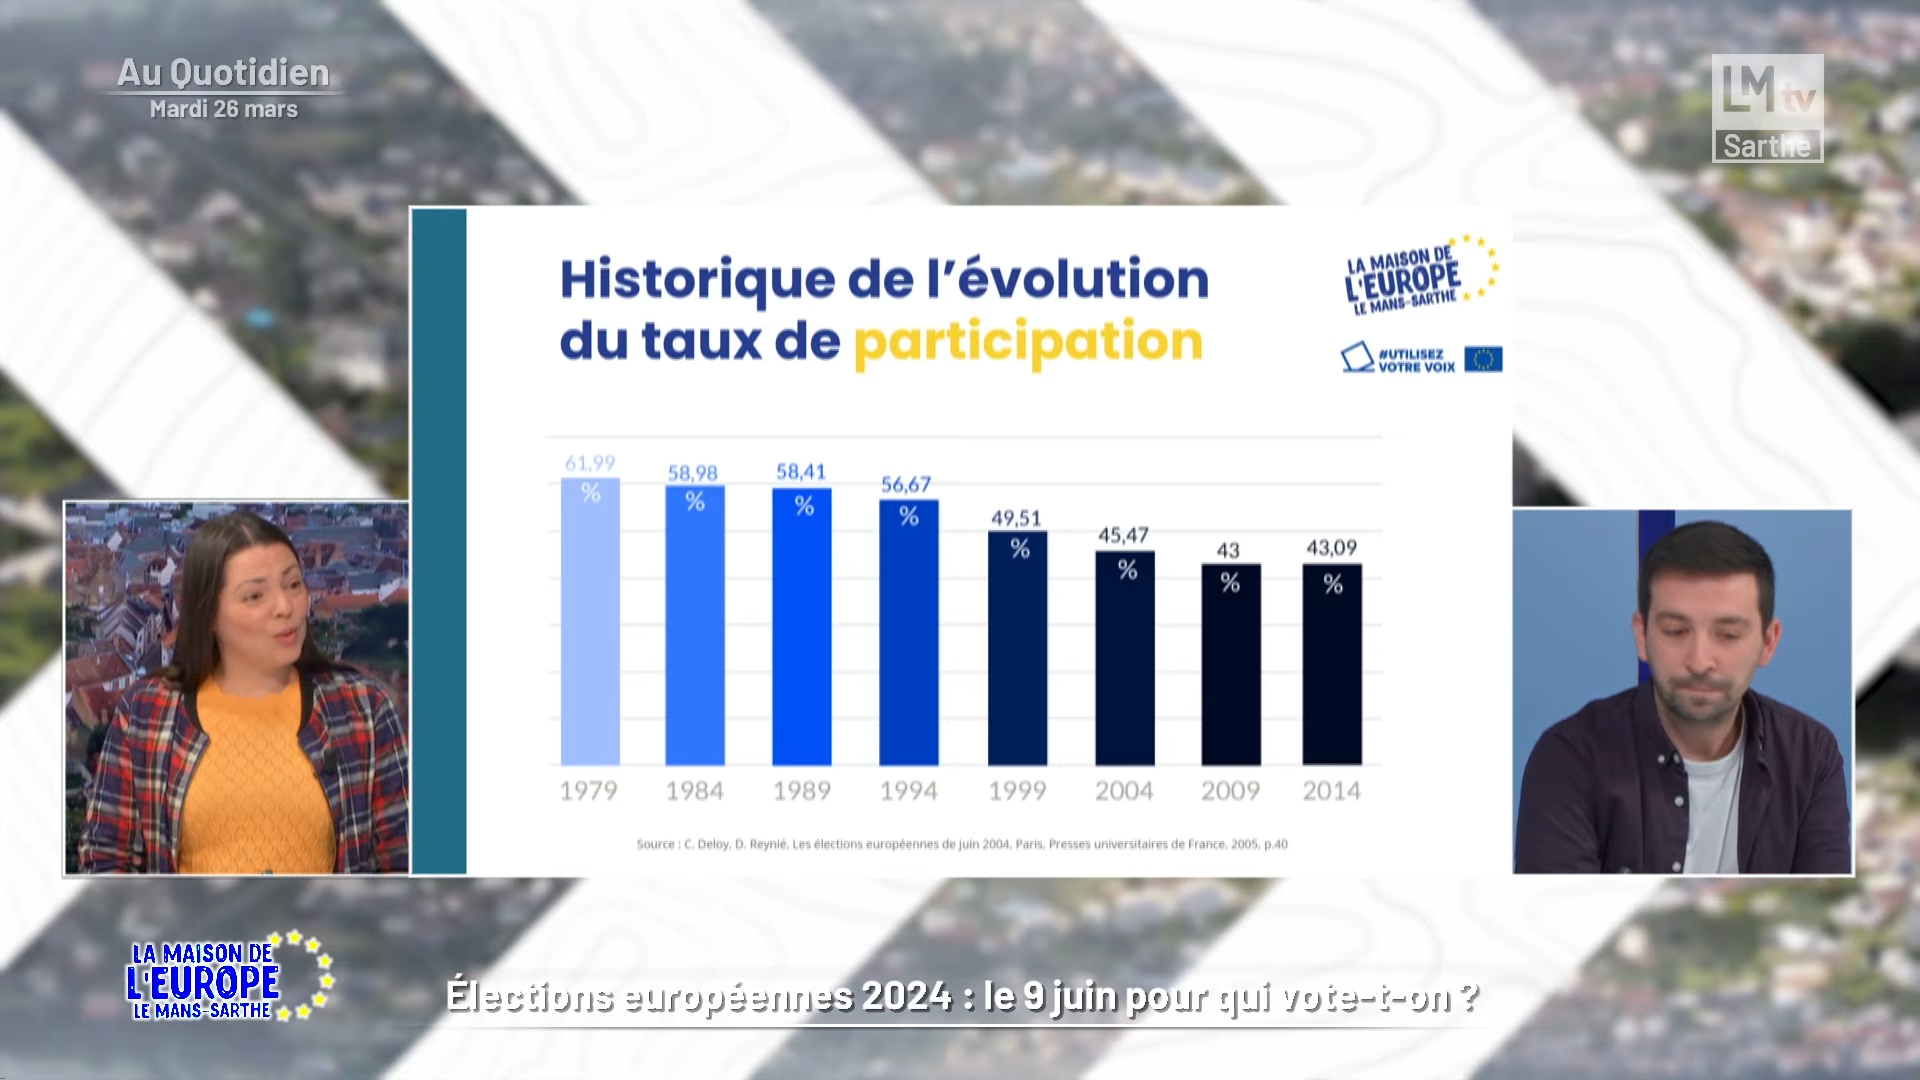 Au Quotidien
Mardi 26 mars
LM tv
Sarthe
Historique de l’évolution
du taux de participation
LA MAISON DE
L'EUROPE
LE MANS-SARTHE
#UTILISEZ
VOTRE VOIX
61,99 58,98 58,41 56,67 49,51 45,47 43 43,09
% % % % % % % %
1979 1984 1989 1994 1999 2004 2009 2014
Source : C. Deloy, D. Reynié, Les élections européennes de juin 2004, Paris, Presses universitaires de France, 2005, p.40
LA MAISON DE
L'EUROPE
LE MANS-SARTHE
Élections européennes 2024 : le 9 juin pour qui vote-t-on ?